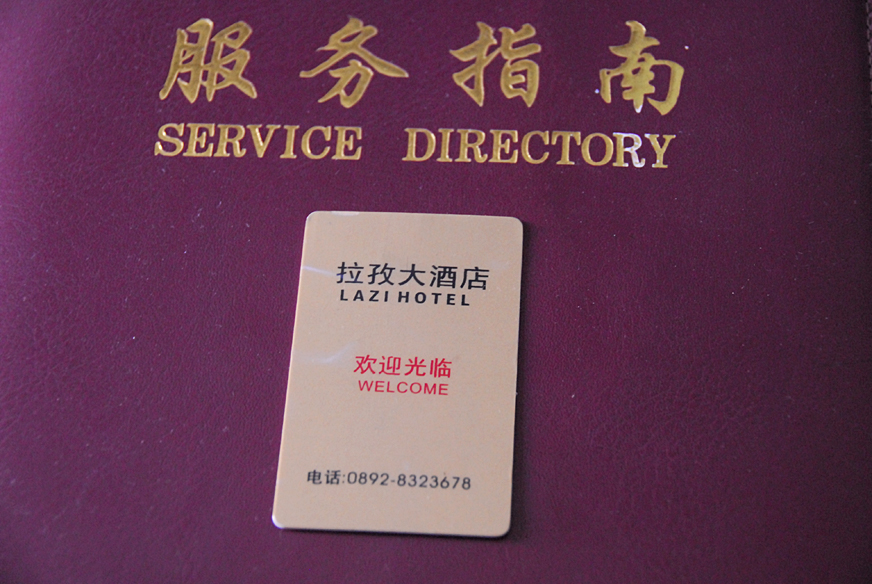 服务指南
SERVICE DIRECTORY
拉孜大酒店
LAZI HOTEL
欢迎光临
WELCOME
电话:0892-8323678